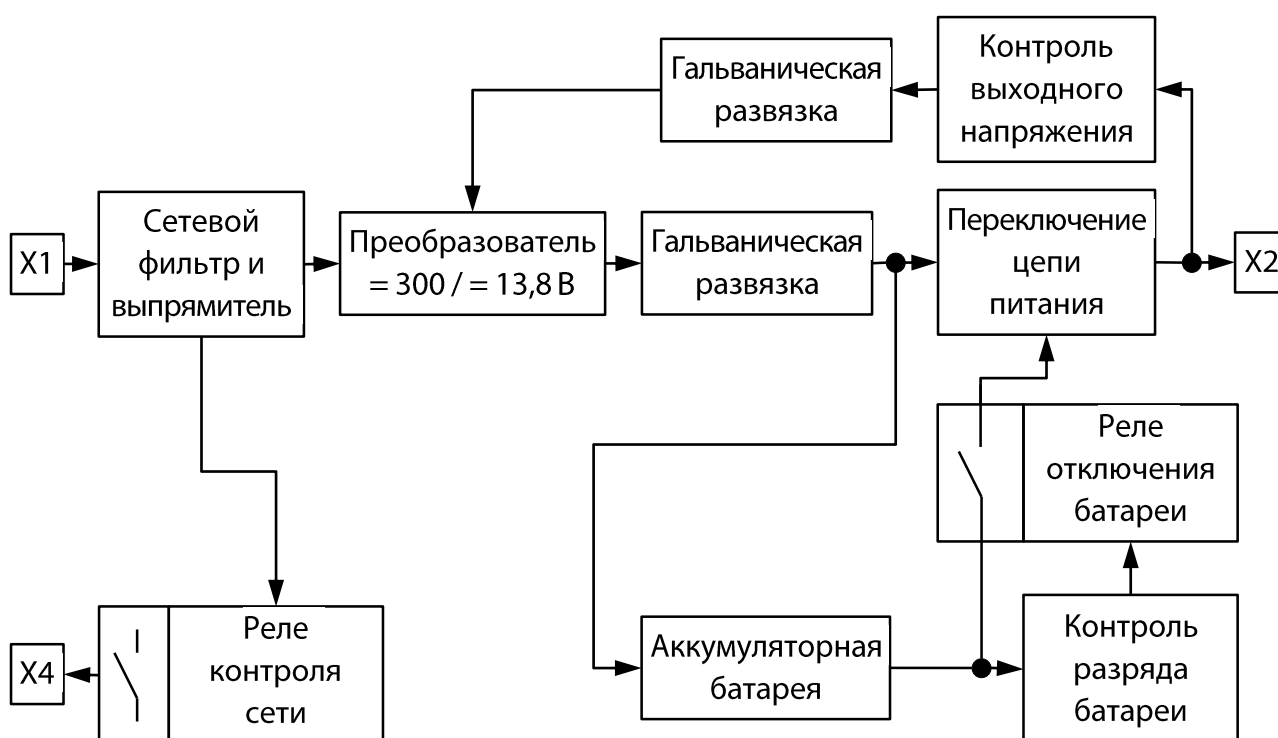 Гальваническая
развязка
Контроль
выходного
напряжения
X1
Сетевой
фильтр и
выпрямитель
Преобразователь
= 300 / = 13,8 В
Гальваническая
развязка
Переключение
цепи
питания
X2
Реле
отключения
батареи
X4
Реле
контроля
сети
Аккумуляторная
батарея
Контроль
разряда
батареи